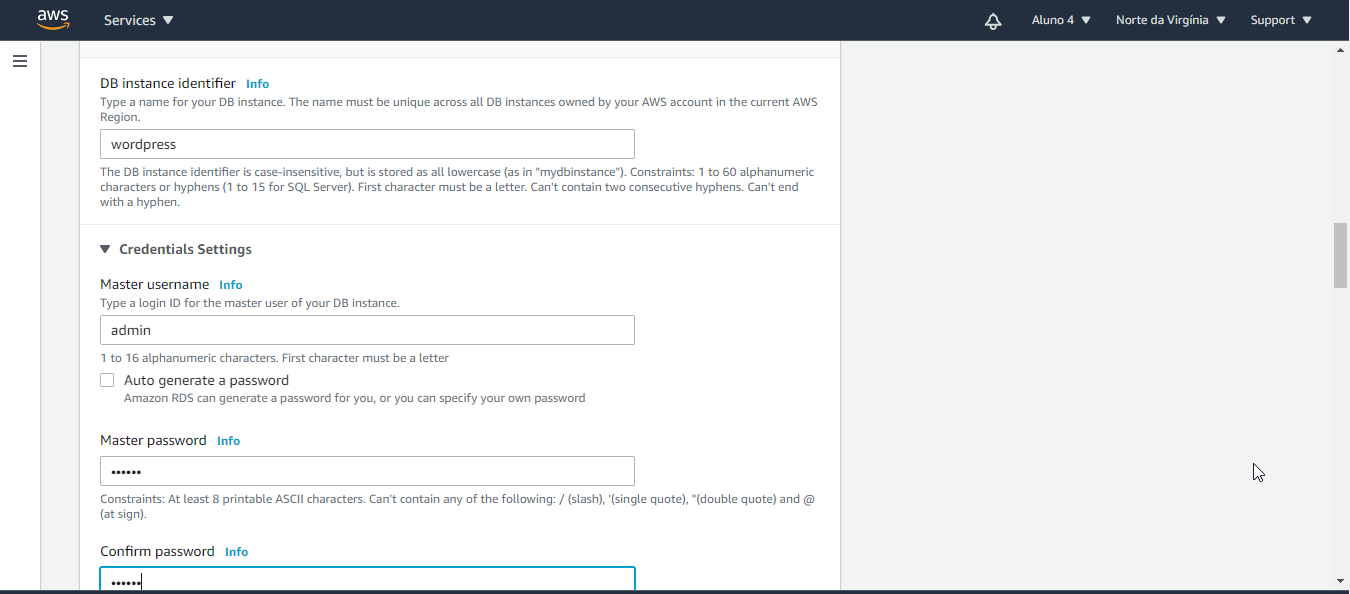 aws Services Aluno 4 Norte da Virgínia Support
DB instance identifier Info
Type a name for your DB instance. The name must be unique across all DB instances owned by your AWS account in the current AWS
Region.
wordpress
The DB instance identifier is case-insensitive, but is stored as all lowercase (as in "mydbinstance"). Constraints: 1 to 60 alphanumeric
characters or hyphens (1 to 15 for SQL Server). First character must be a letter. Can't contain two consecutive hyphens. Can't end
with a hyphen.
Credentials Settings
Master username Info
Type a login ID for the master user of your DB instance.
admin
1 to 16 alphanumeric characters. First character must be a letter
Auto generate a password
Amazon RDS can generate a password for you, or you can specify your own password
Master password Info
••••••
Constraints: At least 8 printable ASCII characters. Can't contain any of the following: / (slash), '(single quote), "(double quote) and @
(at sign).
Confirm password Info
••••••